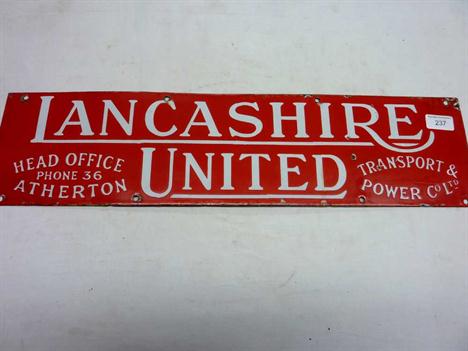 LANCASHIRE
237
UNITED
HEAD OFFICE
PHONE 36
ATHERTON
TRANSPORT &
POWER CO LTD